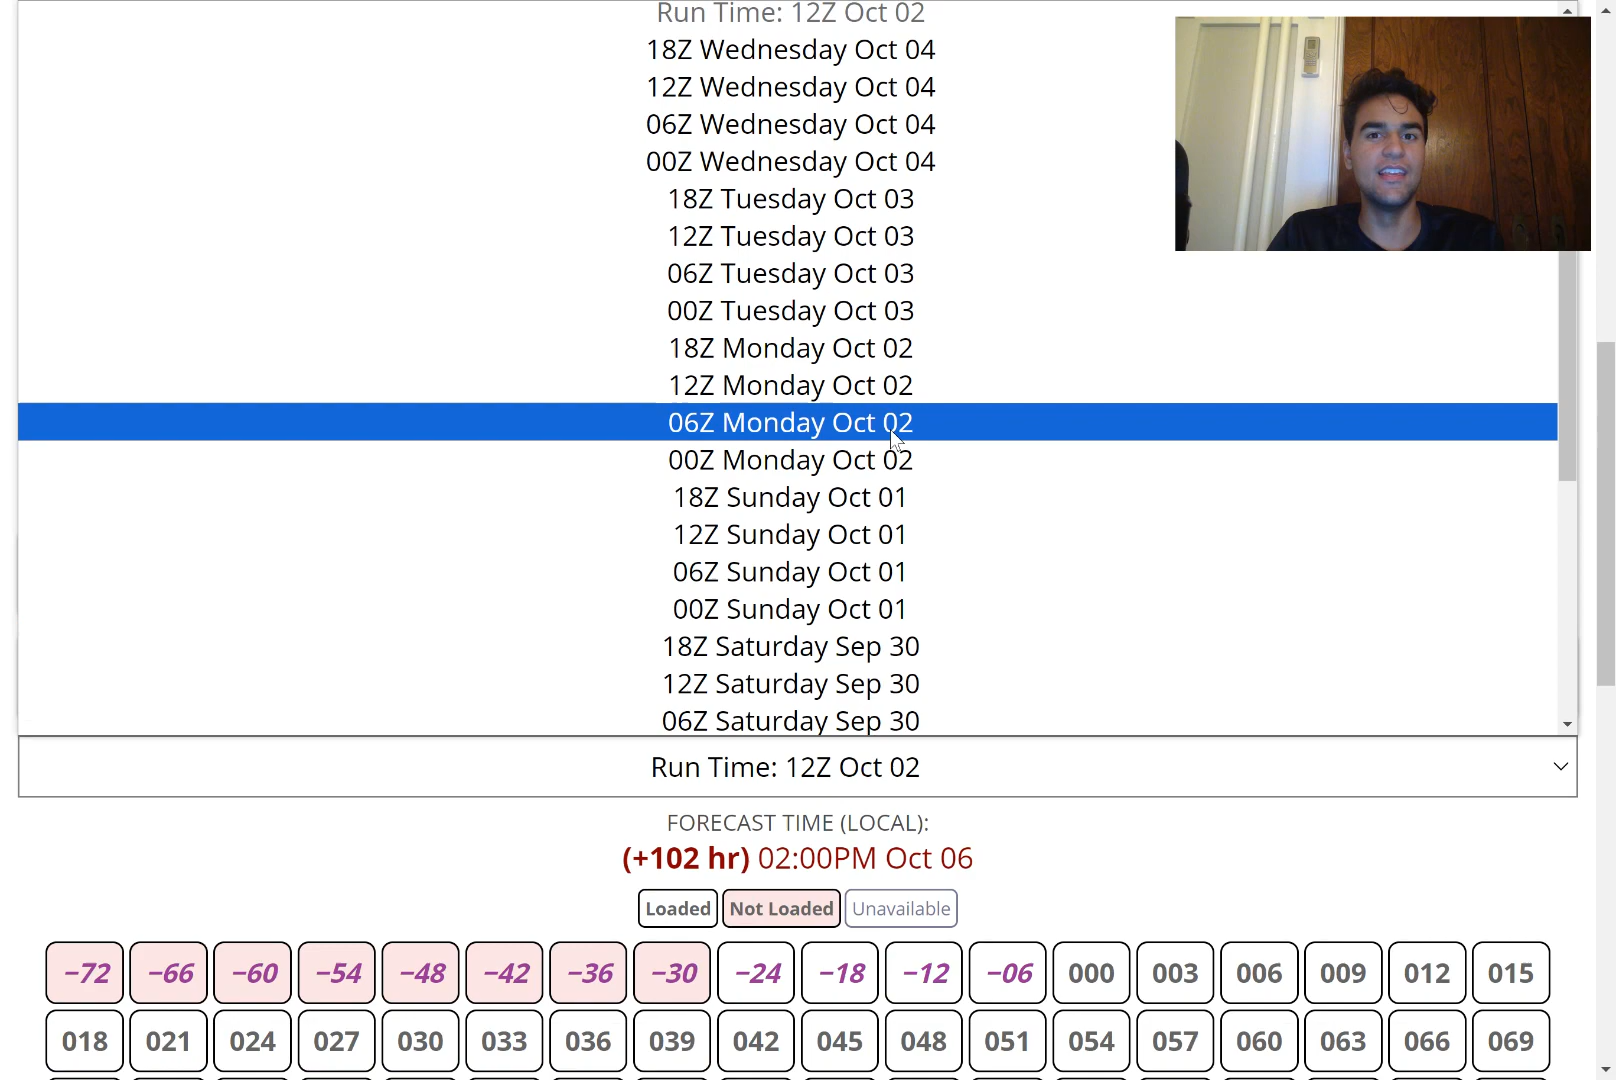 Run Time: 12Z Oct 02
18Z Wednesday Oct 04
12Z Wednesday Oct 04
06Z Wednesday Oct 04
00Z Wednesday Oct 04
18Z Tuesday Oct 03
12Z Tuesday Oct 03
06Z Tuesday Oct 03
00Z Tuesday Oct 03
18Z Monday Oct 02
12Z Monday Oct 02
06Z Monday Oct 02
00Z Monday Oct 02
18Z Sunday Oct 01
12Z Sunday Oct 01
06Z Sunday Oct 01
00Z Sunday Oct 01
18Z Saturday Sep 30
12Z Saturday Sep 30
06Z Saturday Sep 30
Run Time: 12Z Oct 02
FORECAST TIME (LOCAL):
(+102 hr) 02:00PM Oct 06
Loaded Not Loaded Unavailable
−72 −66 −60 −54 −48 −42 −36 −30 −24 −18 −12 −06 000 003 006 009 012 015
018 021 024 027 030 033 036 039 042 045 048 051 054 057 060 063 066 069